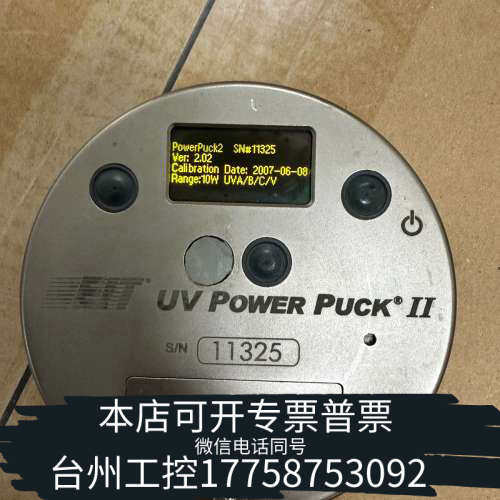 PowerPuck2 SN#11325
Ver: 2.02
Calibration Date: 2007-06-08
Range:10W UVA/B/C/V
EIT® UV POWER PUCK® II
S/N 11325
本店可开专票普票
微信电话同号
台州工控17758753092